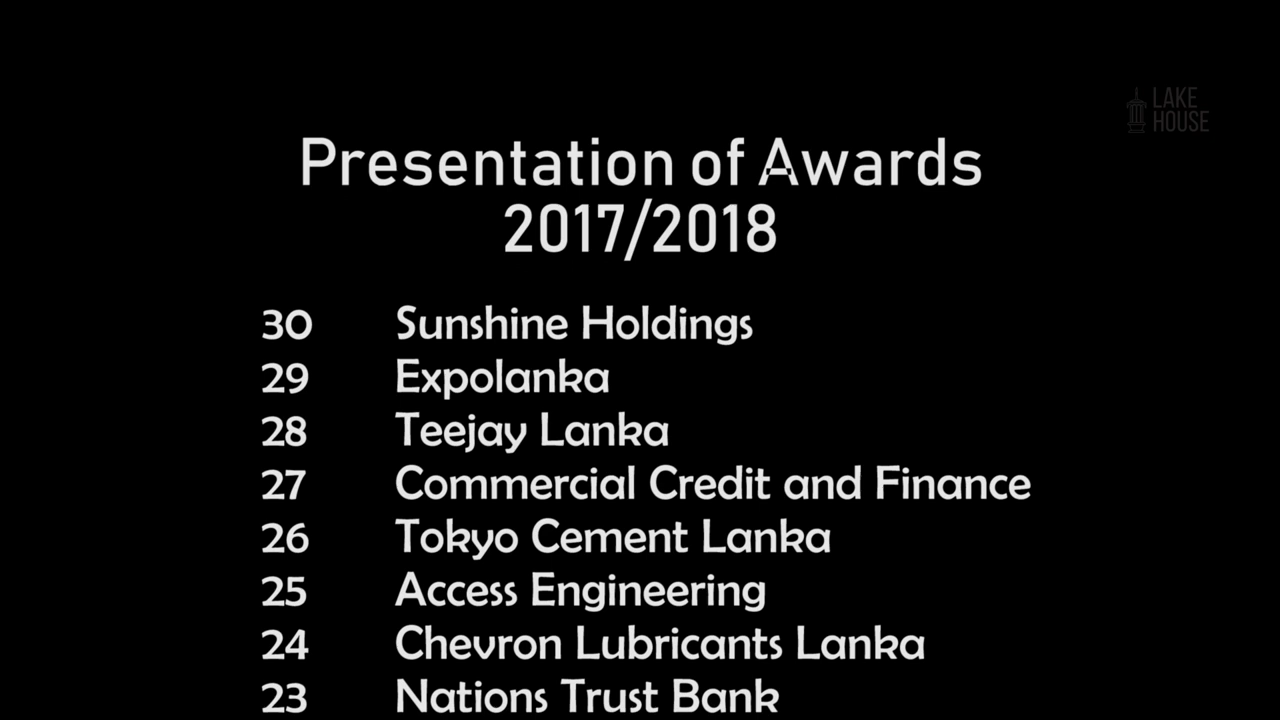 LAKE
HOUSE
Presentation of Awards
2017/2018
30 Sunshine Holdings
29 Expolanka
28 Teejay Lanka
27 Commercial Credit and Finance
26 Tokyo Cement Lanka
25 Access Engineering
24 Chevron Lubricants Lanka
23 Nations Trust Bank